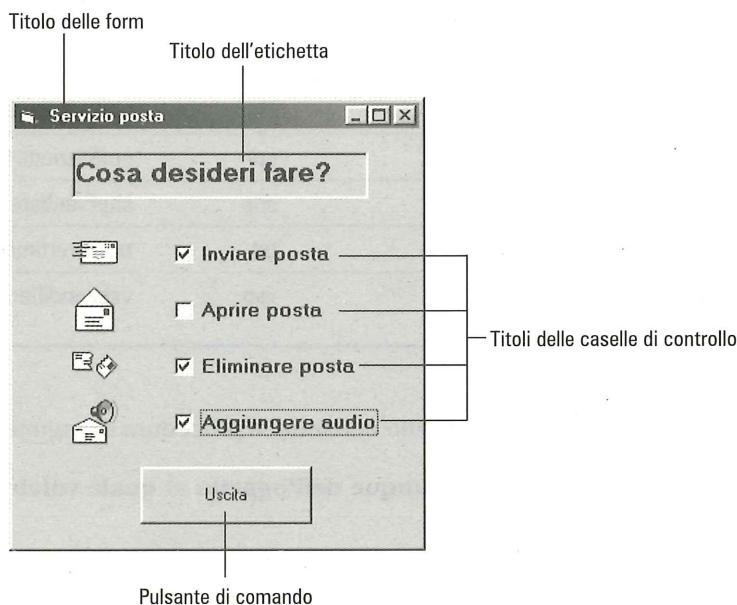 Titolo delle form
Titolo dell'etichetta
Servizio posta
Cosa desideri fare?
Inviare posta
Aprire posta
Titoli delle caselle di controllo
Eliminare posta
Aggiungere audio
Uscita
Pulsante di comando